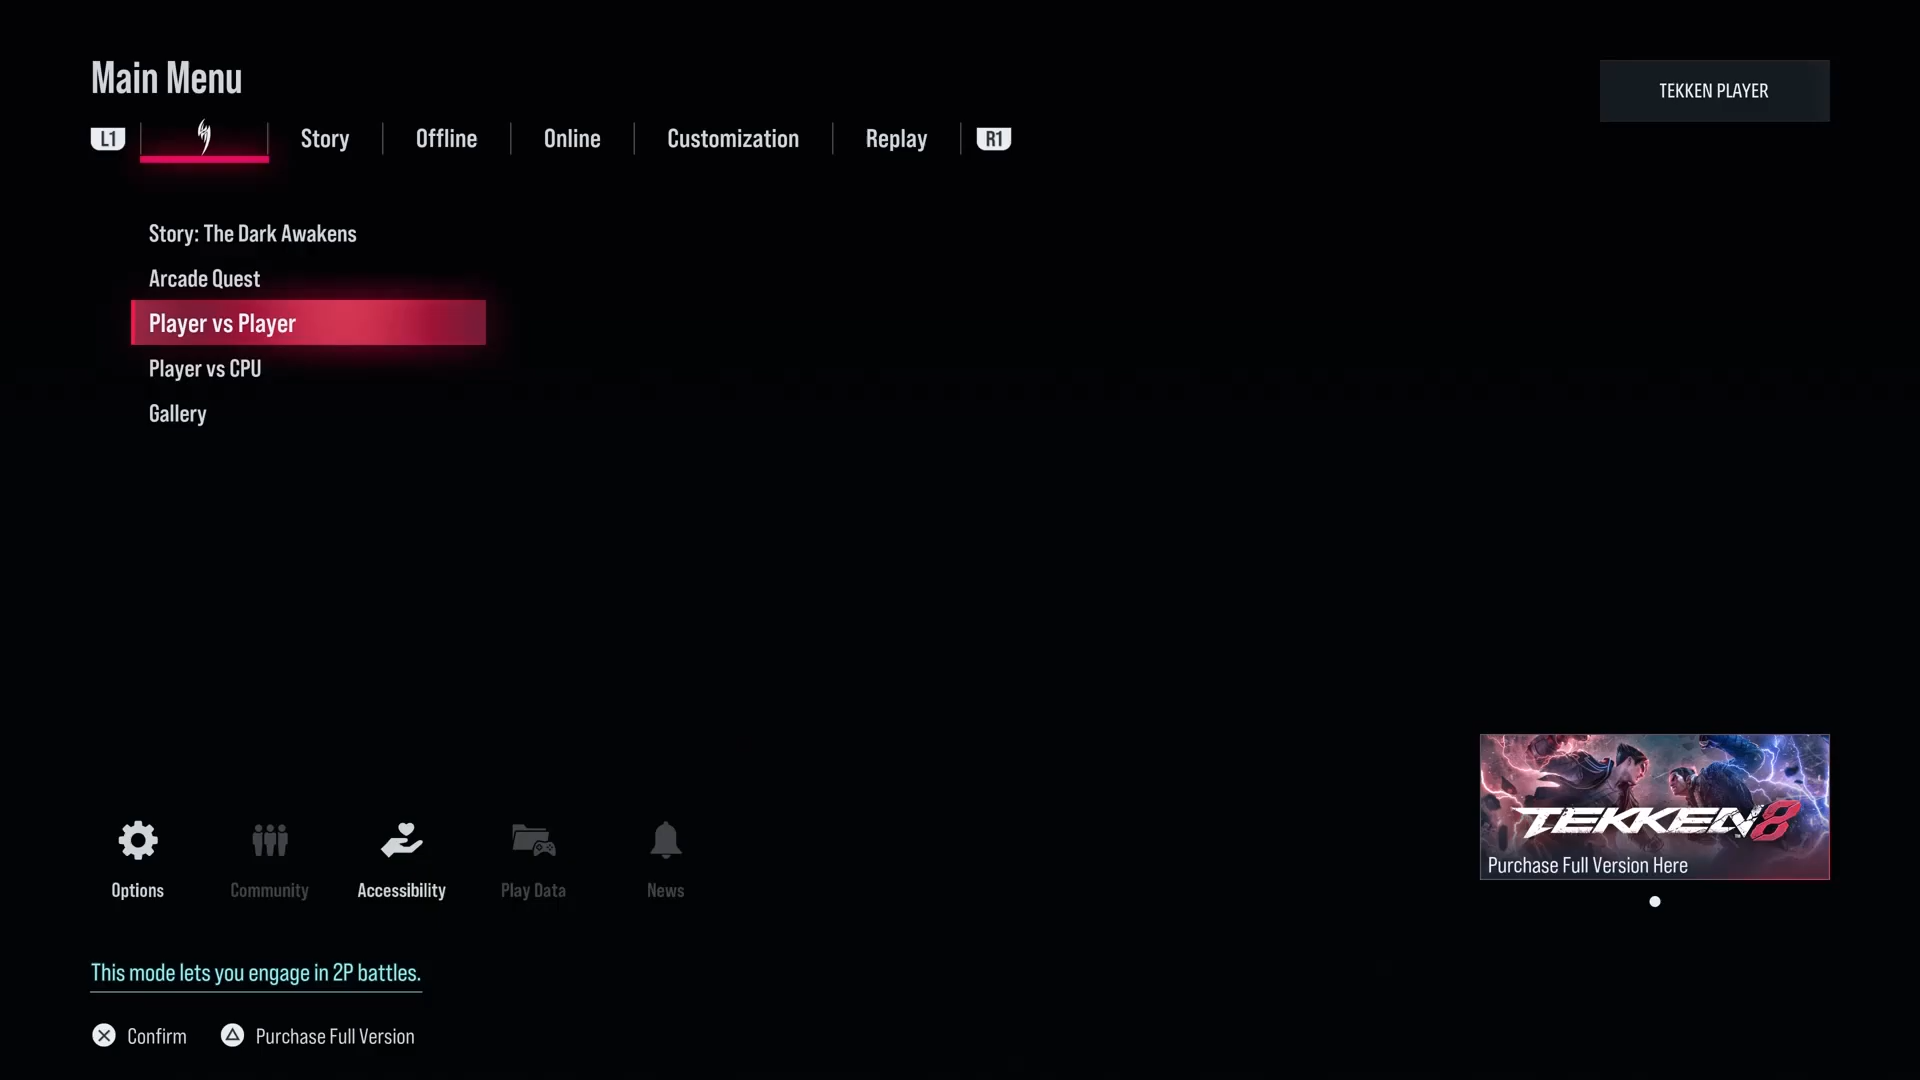 Main Menu
TEKKEN PLAYER
L1 Story Offline Online Customization Replay R1
Story: The Dark Awakens
Arcade Quest
Player vs Player
Player vs CPU
Gallery
TEKKEN 8
Purchase Full Version Here
Options Community Accessibility Play Data News
This mode lets you engage in 2P battles.
Confirm Purchase Full Version